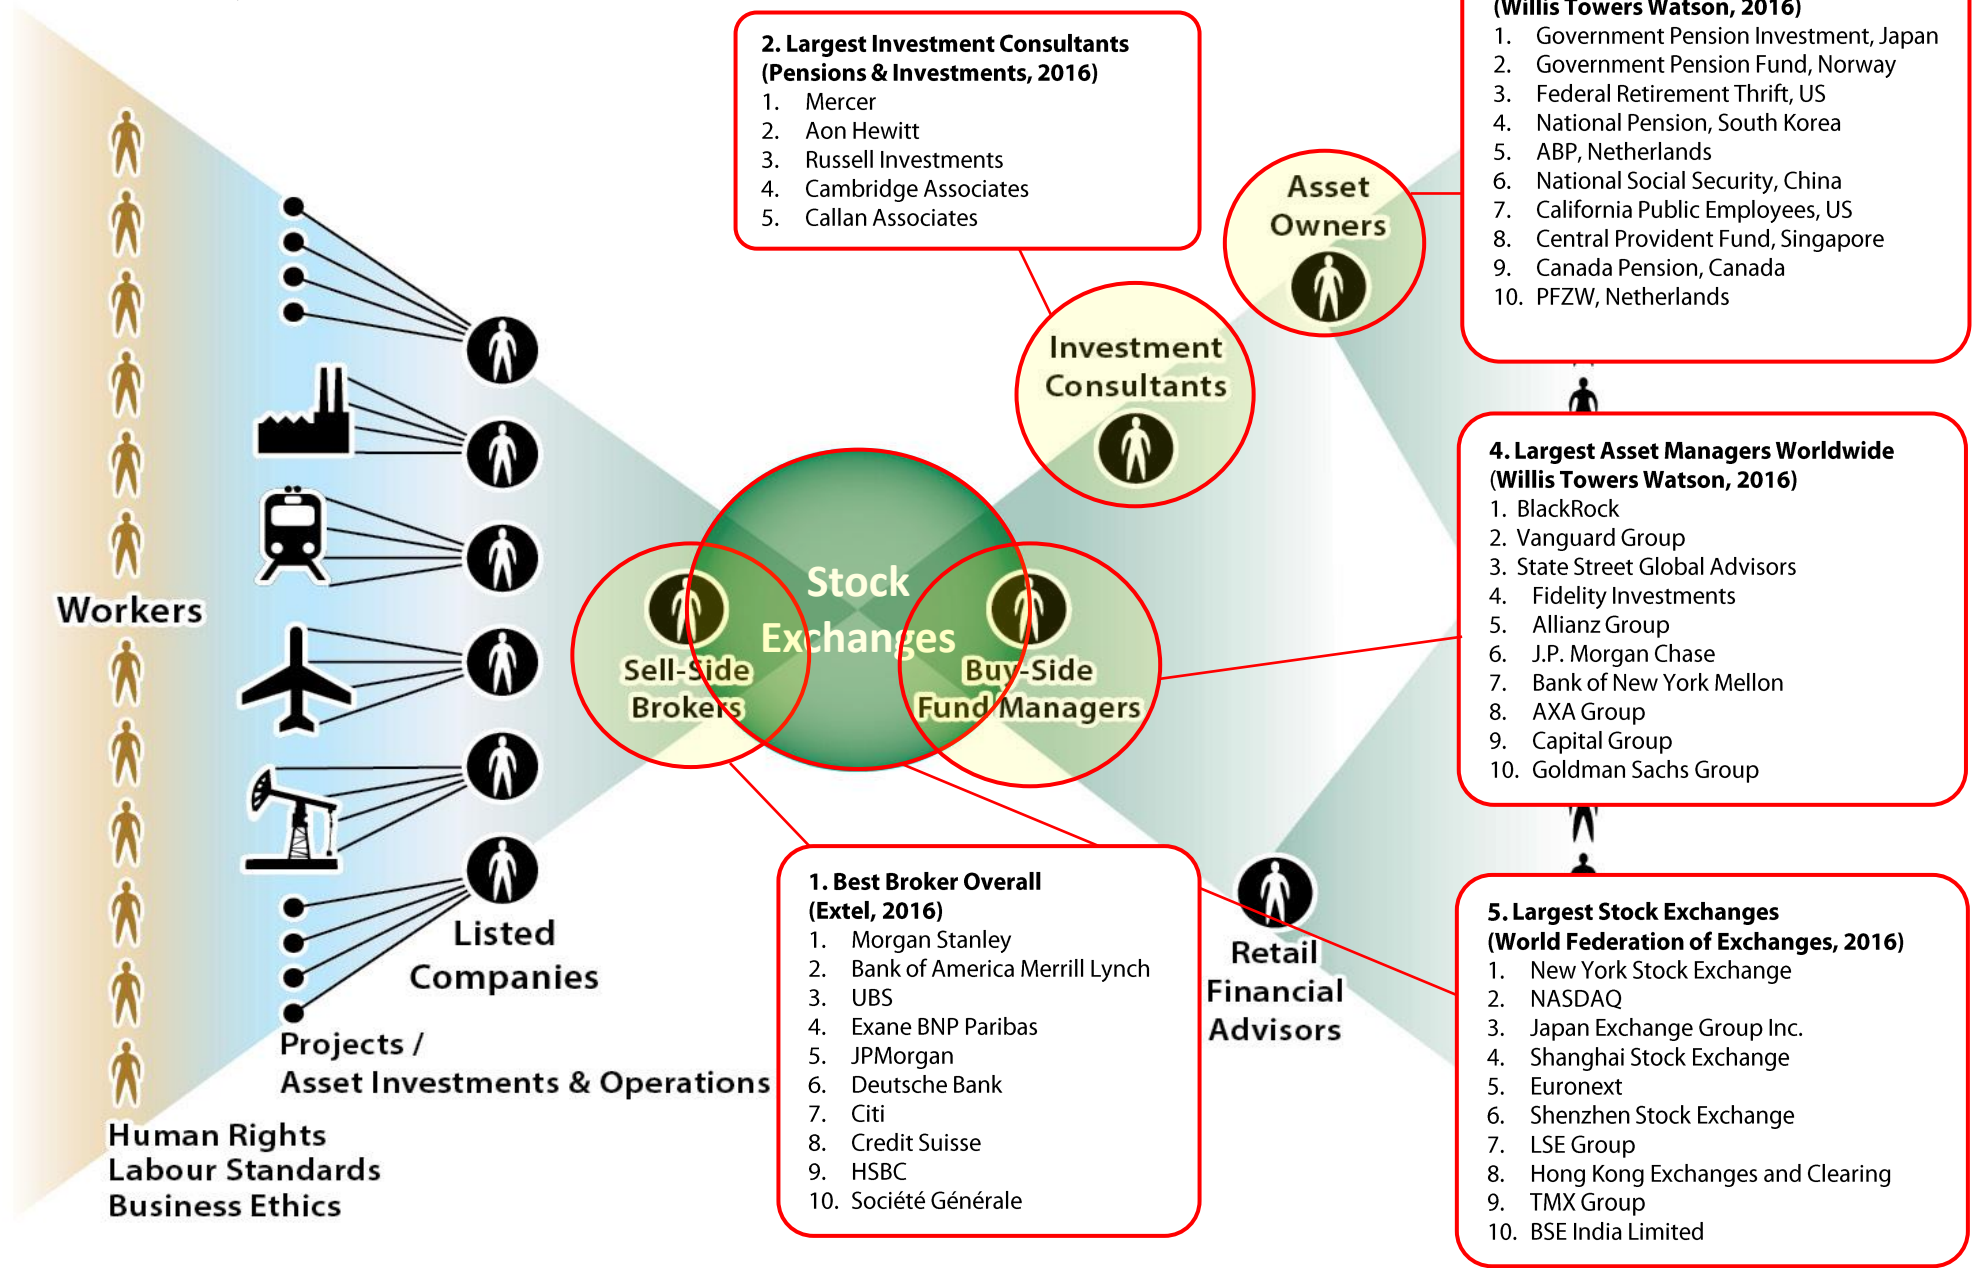 2. Largest Investment Consultants
(Pensions & Investments, 2016)
1. Mercer
2. Aon Hewitt
3. Russell Investments
4. Cambridge Associates
5. Callan Associates
(Willis Towers Watson, 2016)
1. Government Pension Investment, Japan
2. Government Pension Fund, Norway
3. Federal Retirement Thrift, US
4. National Pension, South Korea
5. ABP, Netherlands
6. National Social Security, China
7. California Public Employees, US
8. Central Provident Fund, Singapore
9. Canada Pension, Canada
10. PFZW, Netherlands
Asset
Owners
Investment
Consultants
4. Largest Asset Managers Worldwide
(Willis Towers Watson, 2016)
1. BlackRock
2. Vanguard Group
3. State Street Global Advisors
4. Fidelity Investments
5. Allianz Group
6. J.P. Morgan Chase
7. Bank of New York Mellon
8. AXA Group
9. Capital Group
10. Goldman Sachs Group
Stock
Exchanges
Workers
Sell-Side
Brokers
Buy-Side
Fund Managers
1. Best Broker Overall
(Extel, 2016)
1. Morgan Stanley
2. Bank of America Merrill Lynch
3. UBS
4. Exane BNP Paribas
5. JPMorgan
6. Deutsche Bank
7. Citi
8. Credit Suisse
9. HSBC
10. Société Générale
Listed
Companies
Retail
Financial
Advisors
5. Largest Stock Exchanges
(World Federation of Exchanges, 2016)
1. New York Stock Exchange
2. NASDAQ
3. Japan Exchange Group Inc.
4. Shanghai Stock Exchange
5. Euronext
6. Shenzhen Stock Exchange
7. LSE Group
8. Hong Kong Exchanges and Clearing
9. TMX Group
10. BSE India Limited
Projects /
Asset Investments & Operations
Human Rights
Labour Standards
Business Ethics